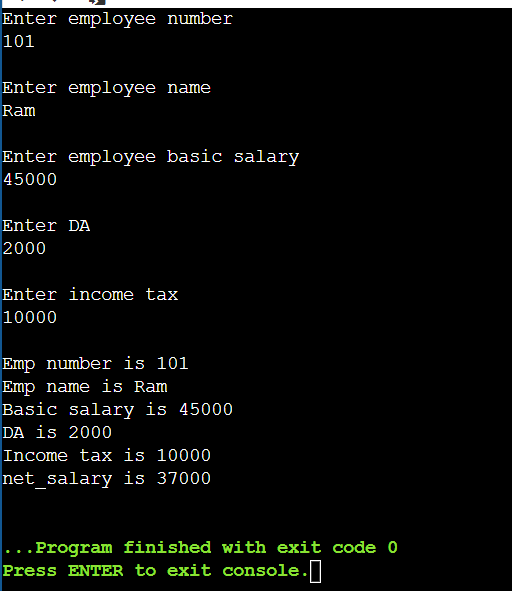 Enter employee number
101
Enter employee name
Ram
Enter employee basic salary
45000
Enter DA
2000
Enter income tax
10000
Emp number is 101
Emp name is Ram
Basic salary is 45000
DA is 2000
Income tax is 10000
net_salary is 37000
...Program finished with exit code 0
Press ENTER to exit console.